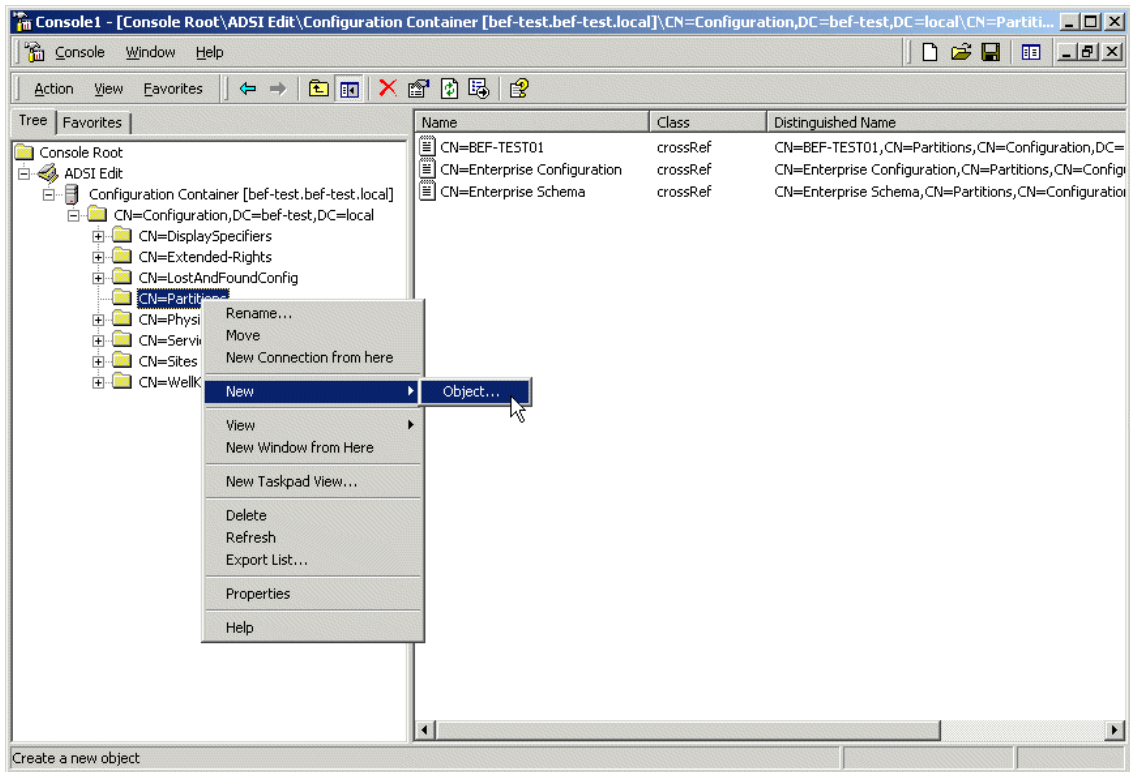 Console1 - [Console Root\ADSI Edit\Configuration Container [bef-test.bef-test.local]\CN=Configuration,DC=bef-test,DC=local\CN=Partiti...
Console Window Help
Action View Favorites
Tree Favorites
Name Class Distinguished Name
Console Root
ADSI Edit
Configuration Container [bef-test.bef-test.local]
CN=Configuration,DC=bef-test,DC=local
CN=DisplaySpecifiers
CN=Extended-Rights
CN=LostAndFoundConfig
CN=Partitions
CN=Physi
CN=Servi
CN=Sites
CN=WellK
CN=BEF-TEST01 crossRef CN=BEF-TEST01,CN=Partitions,CN=Configuration,DC=
CN=Enterprise Configuration crossRef CN=Enterprise Configuration,CN=Partitions,CN=Config
CN=Enterprise Schema crossRef CN=Enterprise Schema,CN=Partitions,CN=Configuration
Rename...
Move
New Connection from here
New
Object...
View
New Window from Here
New Taskpad View...
Delete
Refresh
Export List...
Properties
Help
Create a new object